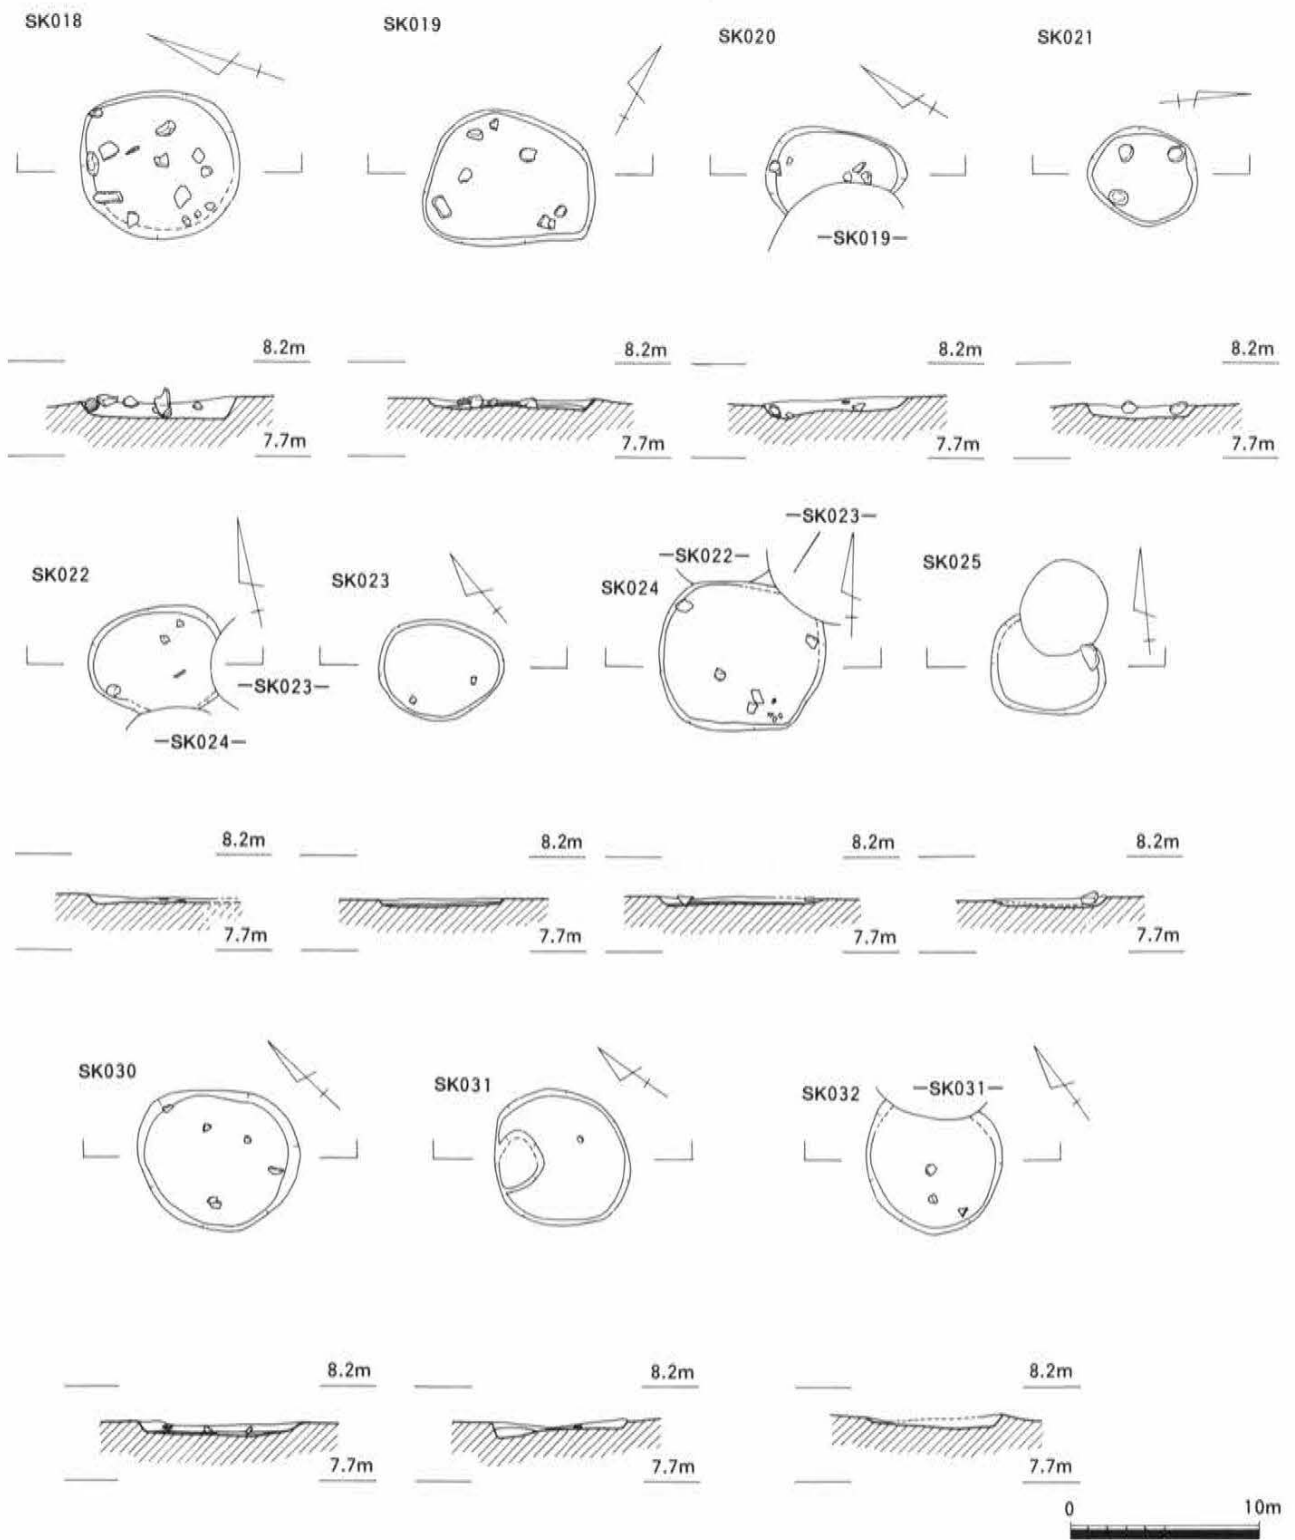 SK018
SK019
SK020
SK021
—SK019—
8.2m
8.2m
8.2m
8.2m
7.7m
7.7m
7.7m
7.7m
—SK023—
SK022
SK023
—SK022—
SK024
SK025
—SK023—
—SK024—
8.2m
8.2m
8.2m
8.2m
7.7m
7.7m
7.7m
7.7m
SK030
SK031
SK032
—SK031—
8.2m
8.2m
8.2m
7.7m
7.7m
7.7m
0 10m